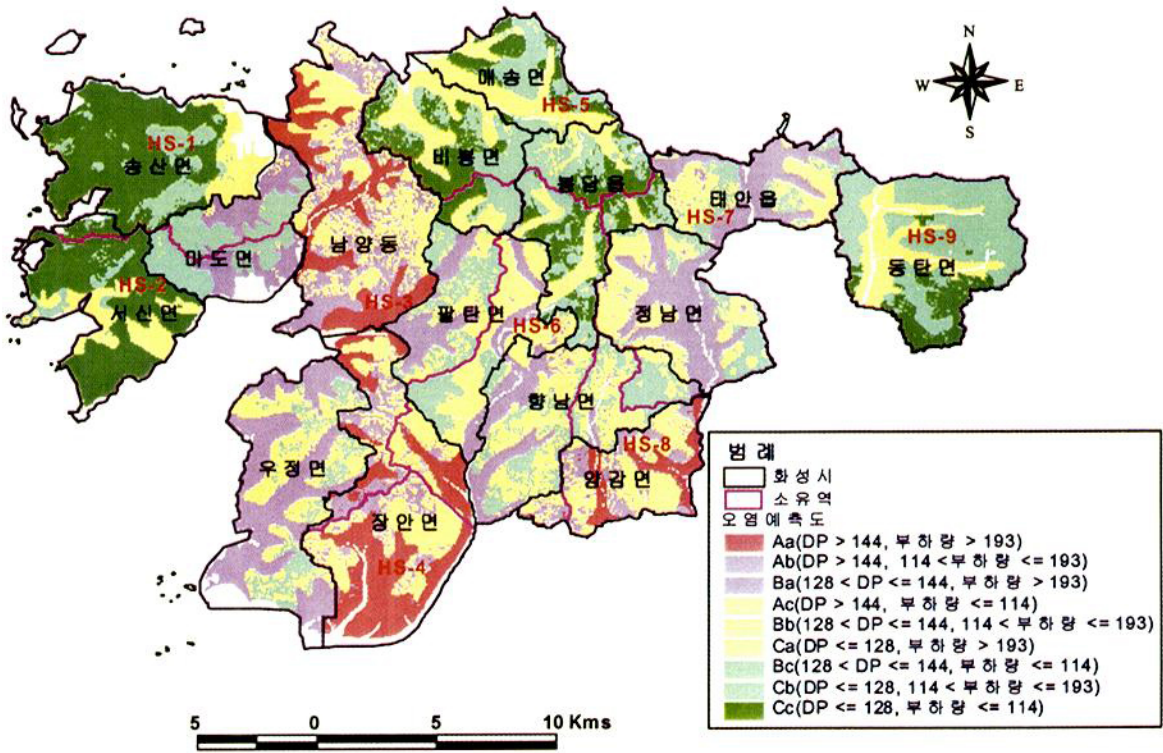 N
W
E
S
매송면
HS-5
HS-1
송산면
비봉면
봉담읍
태안읍
HS-7
HS-9
동탄면
남양동
마도면
HS-2
서신면
HS-3
팔탄면
HS-6
정남면
향남면
HS-8
양감면
우정면
장안면
HS-4
범 례
화성시
소유역
오염예측도
Aa(DP > 144, 부하량 > 193)
Ab(DP > 144, 114 <부하량 <= 193)
Ba(128 < DP <= 144, 부하량 > 193)
Ac(DP > 144, 부하량 <= 114)
Bb(128 < DP <= 144, 114 < 부하량 <= 193)
Ca(DP <= 128, 부하량 > 193)
Bc(128 < DP <= 144, 부하량 <= 114)
Cb(DP <= 128, 114 < 부하량 <= 193)
Cc(DP <= 128, 부하량 <= 114)
5 0 5 10 Kms